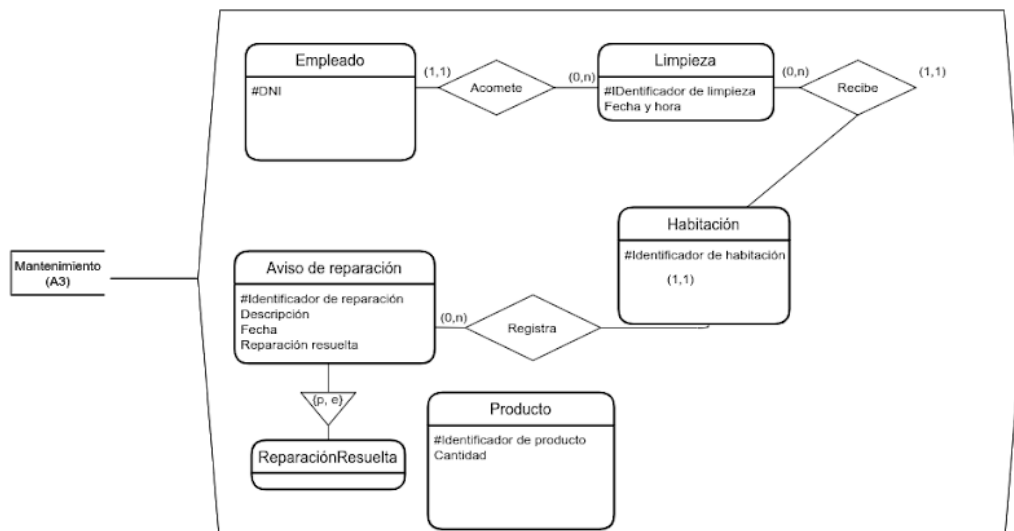 Empleado
#DNI
(1,1)
Acomete
(0,n)
Limpieza
#IDentificador de limpieza
Fecha y hora
(0,n)
Recibe
(1,1)
Habitación
#Identificador de habitación
(1,1)
Mantenimiento
(A3)
Aviso de reparación
#Identificador de reparación
Descripción
Fecha
Reparación resuelta
(0,n)
Registra
{p, e}
ReparaciónResuelta
Producto
#Identificador de producto
Cantidad